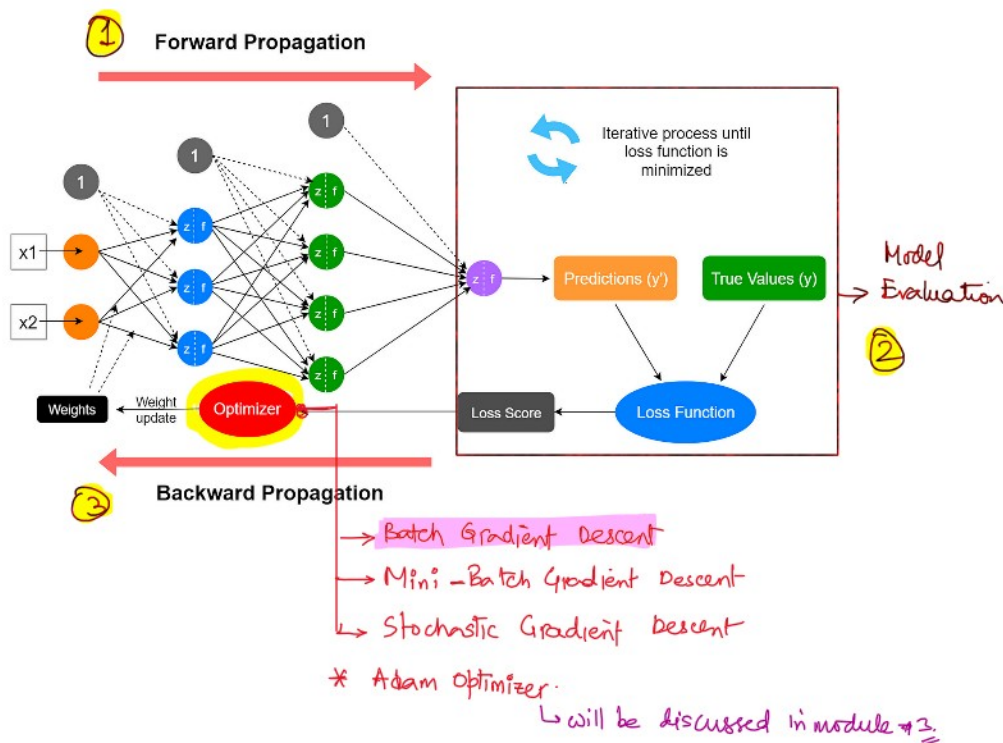 1
Forward Propagation
1
1
1
Iterative process until
loss function is
minimized
x1
x2
z f
z f
z f
z f
z f
z f
z f
z f
Predictions (y')
True Values (y)
Model
Evaluation
2
Weights
Weight
update
Optimizer
Loss Score
Loss Function
3
Backward Propagation
→ Batch Gradient Descent
→ Mini-Batch Gradient Descent
→ Stochastic Gradient Descent
* Adam Optimizer.
↳ will be discussed in module #3.